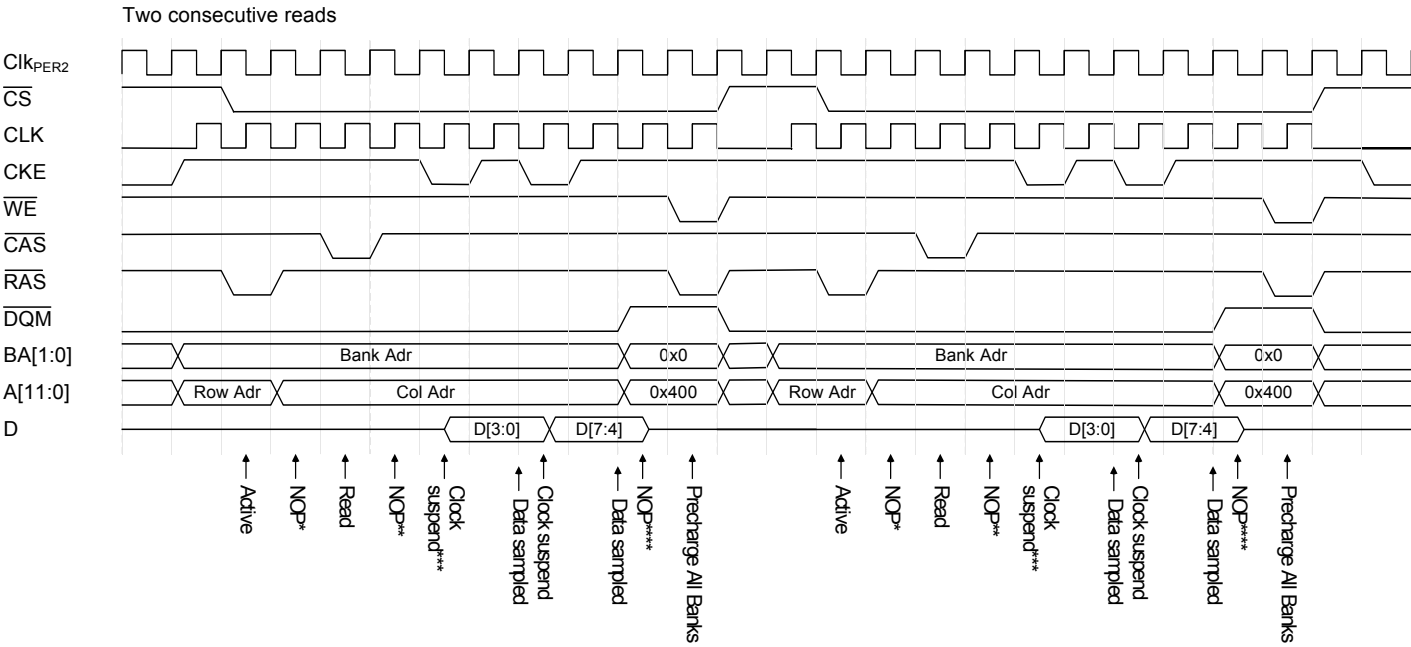 Two consecutive reads
ClkPER2
CS
CLK
CKE
WE
CAS
RAS
DQM
BA[1:0] Bank Adr 0x0 Bank Adr 0x0
A[11:0] Row Adr Col Adr 0x400 Row Adr Col Adr 0x400
D D[3:0] D[7:4] D[3:0] D[7:4]
Active
NOP*
Read
NOP**
Clock
suspend***
Data sampled
Clock suspend
Data sampled
NOP****
Precharge All Banks
Active
NOP*
Read
NOP**
Clock
suspend***
Data sampled
Clock suspend
Data sampled
NOP****
Precharge All Banks